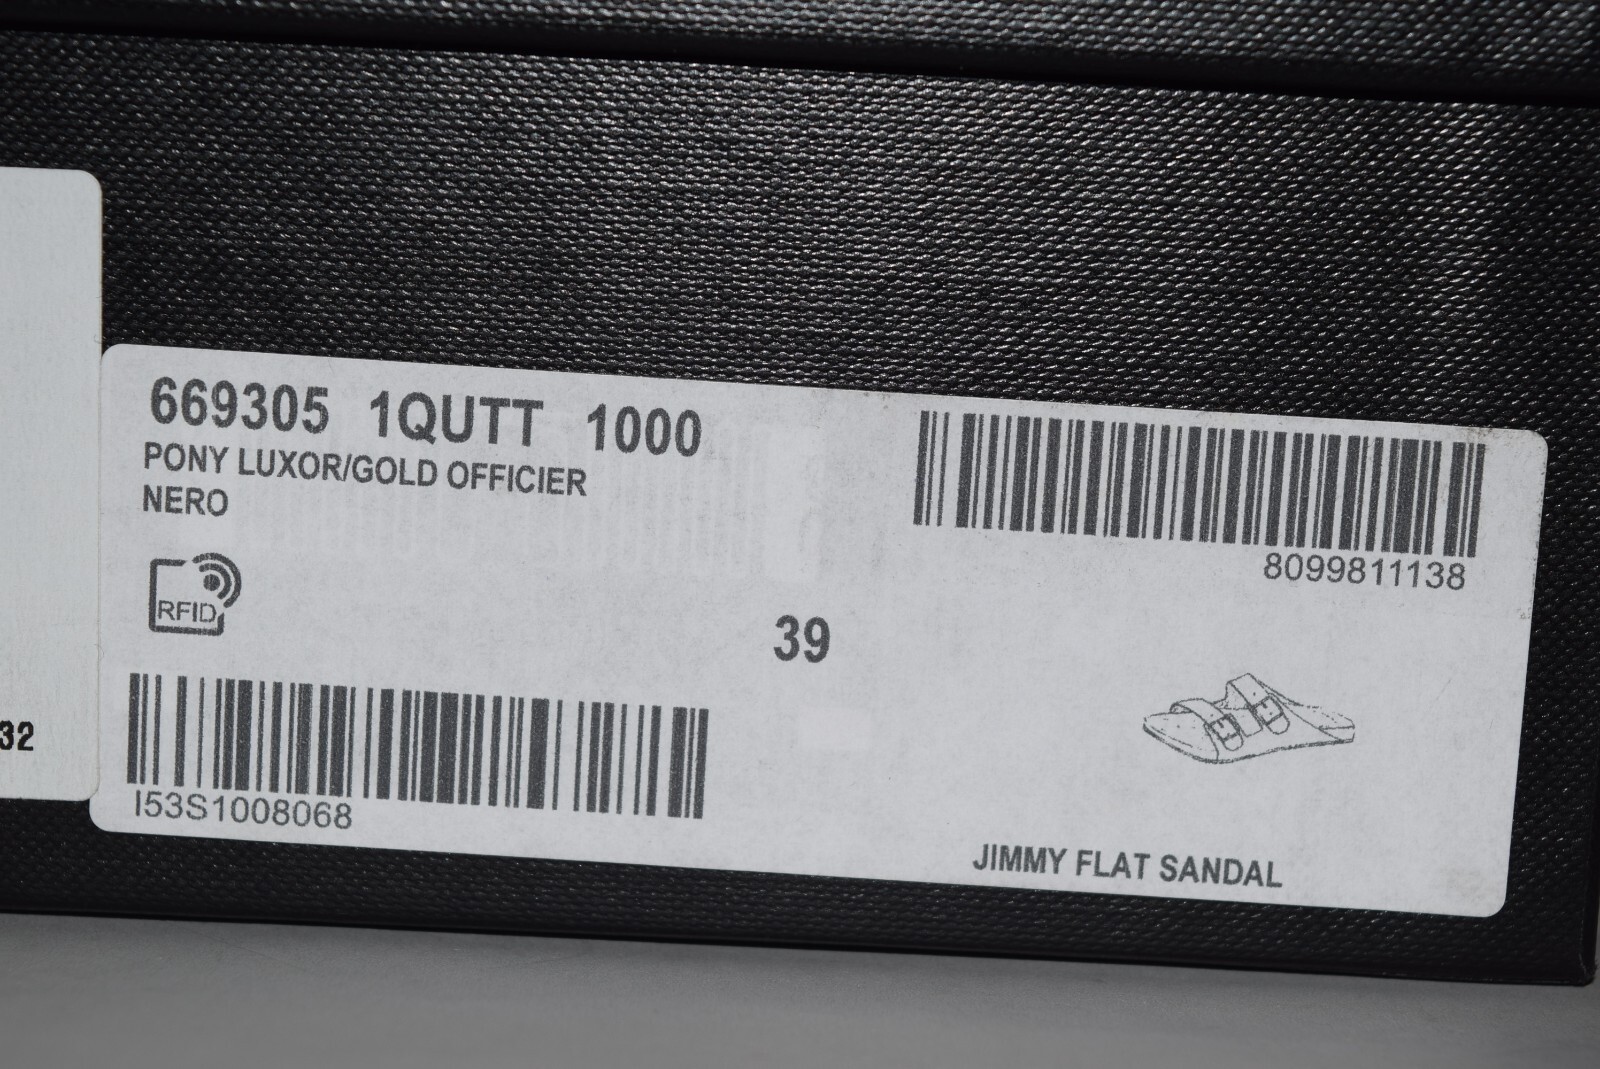 669305 1QUTT 1000
PONY LUXOR/GOLD OFFICIER
NERO
8099811138
RFID
39
32
I53S1008068
JIMMY FLAT SANDAL